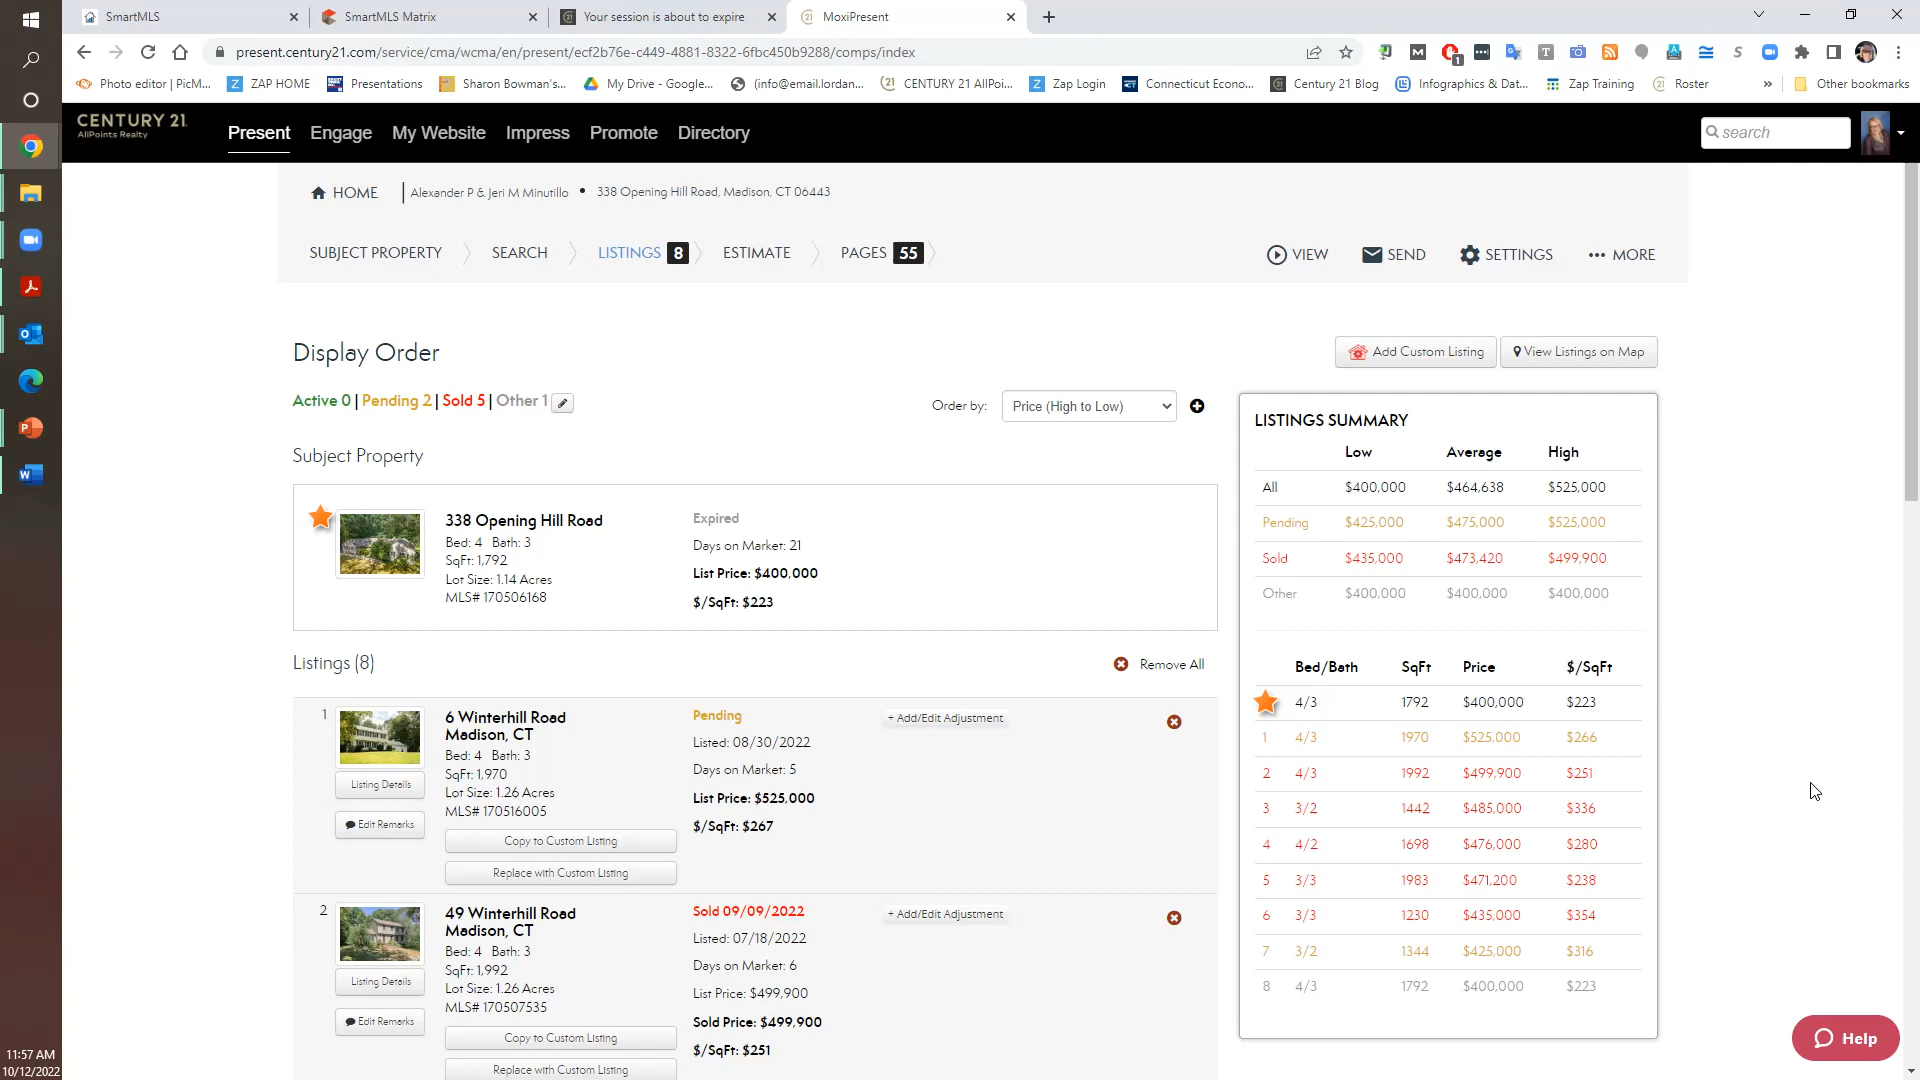 SmartMLS
SmartMLS Matrix
Your session is about to expire
MoxiPresent
present.century21.com/service/cma/wcma/en/present/ecf2b76e-c449-4881-8322-6fbc450b9288/comps/index
Photo editor | PicM...
ZAP HOME
Presentations
Sharon Bowman's...
My Drive - Google...
(info@email.lordan...
CENTURY 21 AllPoi...
Zap Login
Connecticut Econo...
Century 21 Blog
Infographics & Dat...
Zap Training
Roster
»
Other bookmarks
CENTURY 21
AllPoints Realty
Present
Engage
My Website
Impress
Promote
Directory
search
HOME
Alexander P & Jeri M Minutillo • 338 Opening Hill Road, Madison, CT 06443
SUBJECT PROPERTY
SEARCH
LISTINGS 8
ESTIMATE
PAGES 55
VIEW
SEND
SETTINGS
MORE
Display Order
Add Custom Listing
View Listings on Map
Active 0 | Pending 2 | Sold 5 | Other 1
Order by: Price (High to Low)
Subject Property
338 Opening Hill Road
Bed: 4 Bath: 3
SqFt: 1,792
Lot Size: 1.14 Acres
MLS# 170506168
Expired
Days on Market: 21
List Price: $400,000
$/SqFt: $223
Listings (8)
Remove All
1
6 Winterhill Road
Madison, CT
Bed: 4 Bath: 3
SqFt: 1,970
Lot Size: 1.26 Acres
MLS# 170516005
Listing Details
Edit Remarks
Copy to Custom Listing
Replace with Custom Listing
Pending
Listed: 08/30/2022
Days on Market: 5
List Price: $525,000
$/SqFt: $267
+ Add/Edit Adjustment
2
49 Winterhill Road
Madison, CT
Bed: 4 Bath: 3
SqFt: 1,992
Lot Size: 1.26 Acres
MLS# 170507535
Listing Details
Edit Remarks
Copy to Custom Listing
Replace with Custom Listing
Sold 09/09/2022
Listed: 07/18/2022
Days on Market: 6
List Price: $499,900
Sold Price: $499,900
$/SqFt: $251
+ Add/Edit Adjustment
LISTINGS SUMMARY
Low Average High
All $400,000 $464,638 $525,000
Pending $425,000 $475,000 $525,000
Sold $435,000 $473,420 $499,900
Other $400,000 $400,000 $400,000
Bed/Bath SqFt Price $/SqFt
4/3 1792 $400,000 $223
1 4/3 1970 $525,000 $266
2 4/3 1992 $499,900 $251
3 3/2 1442 $485,000 $336
4 4/2 1698 $476,000 $280
5 3/3 1983 $471,200 $238
6 3/3 1230 $435,000 $354
7 3/2 1344 $425,000 $316
8 4/3 1792 $400,000 $223
Help
11:57 AM
10/12/2022